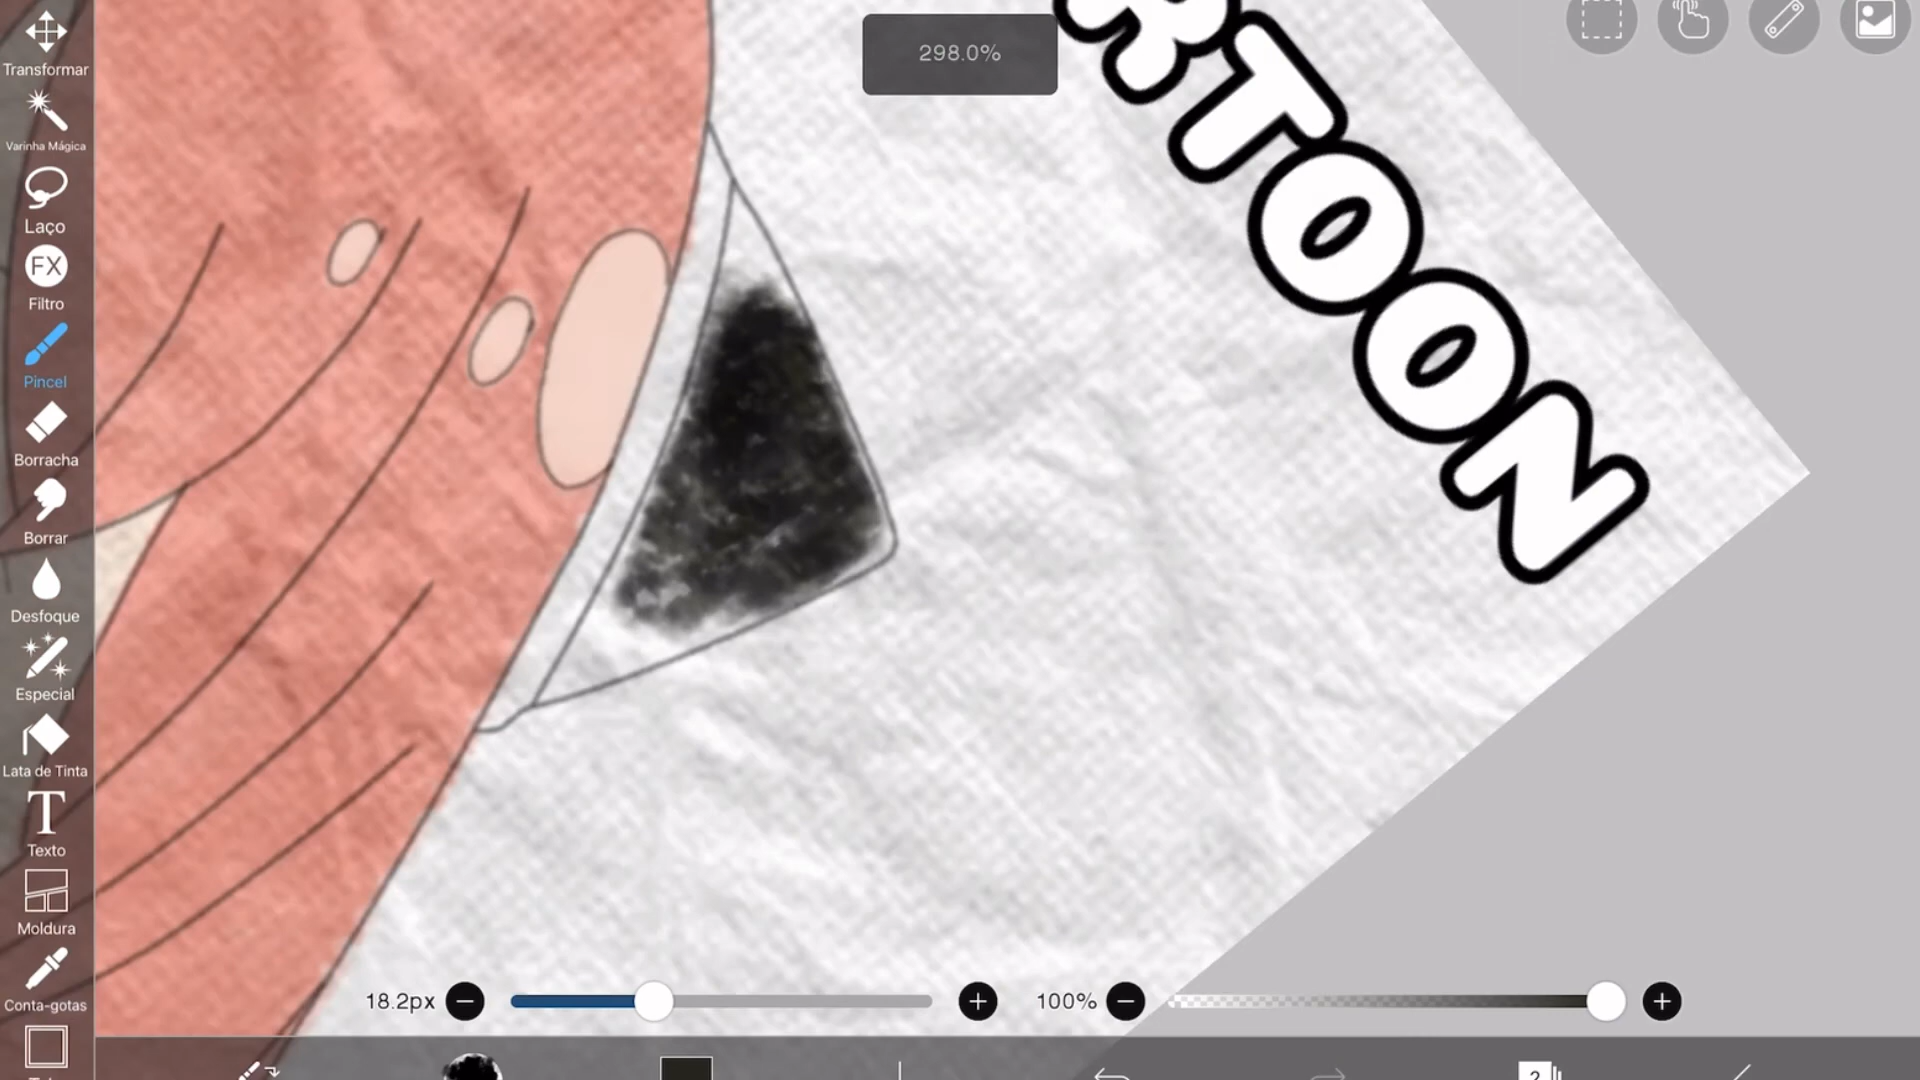 298.0%
RTOON
Transformar
Varinha Mágica
Laço
FX
Filtro
Pincel
Borracha
Borrar
Desfoque
Especial
Lata de Tinta
T
Texto
Moldura
Conta-gotas
18.2px
100%
2